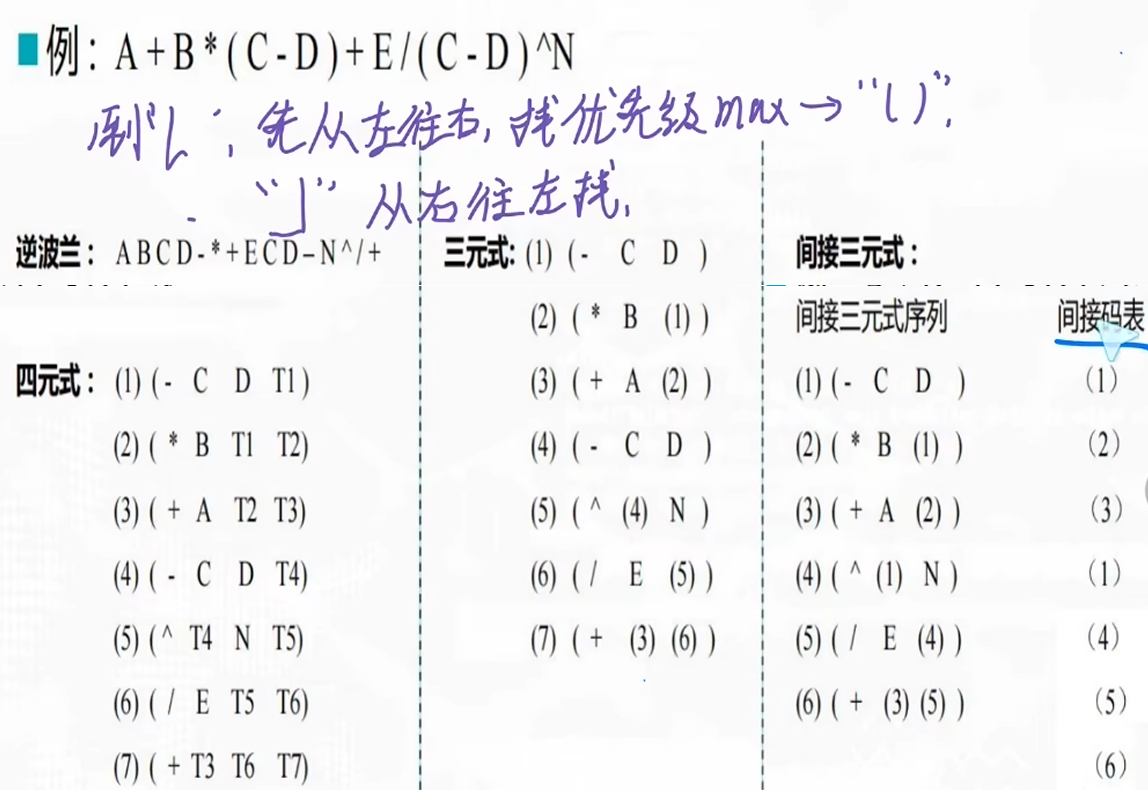 例：A+B*(C-D)+E/(C-D)^N
先从左往右，找优先级max→“( )”.
“」” 从右往左找.
逆波兰：ABCD-*+ECD-N^/+
四元式：(1) (- C D T1)
(2) (* B T1 T2)
(3) (+ A T2 T3)
(4) (- C D T4)
(5) (^ T4 N T5)
(6) (/ E T5 T6)
(7) (+ T3 T6 T7)
三元式: (1) (- C D )
(2) (* B (1) )
(3) (+ A (2) )
(4) (- C D )
(5) (^ (4) N )
(6) (/ E (5) )
(7) (+ (3) (6) )
间接三元式：
间接三元式序列 间接码表
(1) (- C D ) (1)
(2) (* B (1) ) (2)
(3) (+ A (2) ) (3)
(4) (^ (1) N ) (1)
(5) (/ E (4) ) (4)
(6) (+ (3) (5) ) (5)
(6)